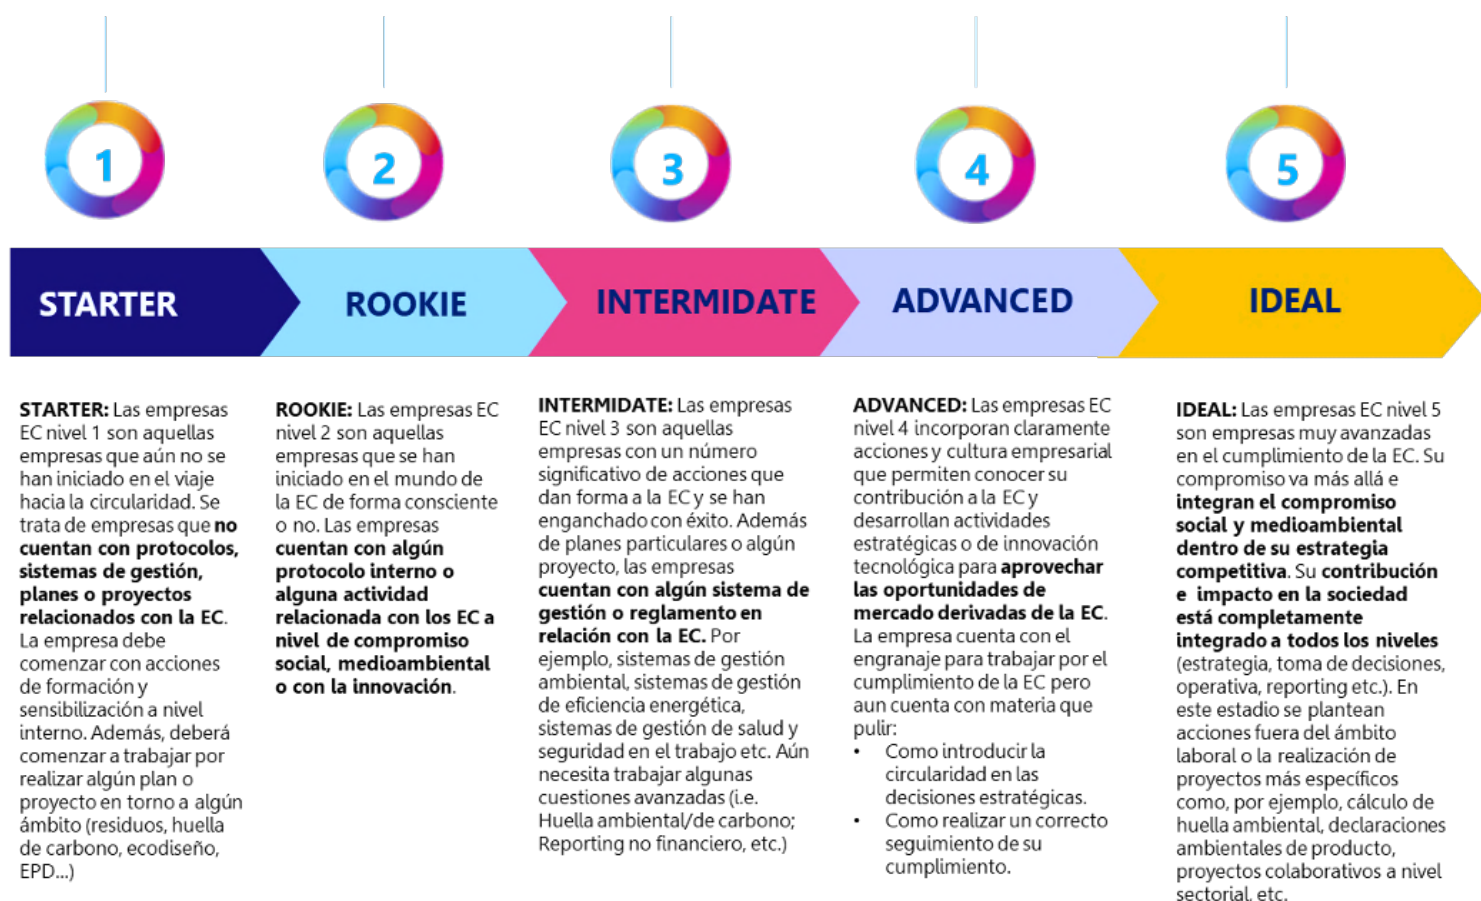 1
2
3
4
5
STARTER
ROOKIE
INTERMIDATE
ADVANCED
IDEAL
STARTER: Las empresas
EC nivel 1 son aquellas
empresas que aún no se
han iniciado en el viaje
hacia la circularidad. Se
trata de empresas que no
cuentan con protocolos,
sistemas de gestión,
planes o proyectos
relacionados con la EC.
La empresa debe
comenzar con acciones
de formación y
sensibilización a nivel
interno. Además, deberá
comenzar a trabajar por
realizar algún plan o
proyecto en torno a algún
ámbito (residuos, huella
de carbono, ecodiseño,
EPD...)
ROOKIE: Las empresas EC
nivel 2 son aquellas
empresas que se han
iniciado en el mundo de
la EC de forma consciente
o no. Las empresas
cuentan con algún
protocolo interno o
alguna actividad
relacionada con los EC a
nivel de compromiso
social, medioambiental
o con la innovación.
INTERMIDATE: Las empresas
EC nivel 3 son aquellas
empresas con un número
significativo de acciones que
dan forma a la EC y se han
enganchado con éxito. Además
de planes particulares o algún
proyecto, las empresas
cuentan con algún sistema de
gestión o reglamento en
relación con la EC. Por
ejemplo, sistemas de gestión
ambiental, sistemas de gestión
de eficiencia energética,
sistemas de gestión de salud y
seguridad en el trabajo etc. Aún
necesita trabajar algunas
cuestiones avanzadas (i.e.
Huella ambiental/de carbono;
Reporting no financiero, etc.)
ADVANCED: Las empresas EC
nivel 4 incorporan claramente
acciones y cultura empresarial
que permiten conocer su
contribución a la EC y
desarrollan actividades
estratégicas o de innovación
tecnológica para aprovechar
las oportunidades de
mercado derivadas de la EC.
La empresa cuenta con el
engranaje para trabajar por el
cumplimiento de la EC pero
aun cuenta con materia que
pulir:
• Como introducir la
circularidad en las
decisiones estratégicas.
• Como realizar un correcto
seguimiento de su
cumplimiento.
IDEAL: Las empresas EC nivel 5
son empresas muy avanzadas
en el cumplimiento de la EC. Su
compromiso va más allá e
integran el compromiso
social y medioambiental
dentro de su estrategia
competitiva. Su contribución
e impacto en la sociedad
está completamente
integrado a todos los niveles
(estrategia, toma de decisiones,
operativa, reporting etc.). En
este estadio se plantean
acciones fuera del ámbito
laboral o la realización de
proyectos más específicos
como, por ejemplo, cálculo de
huella ambiental, declaraciones
ambientales de producto,
proyectos colaborativos a nivel
sectorial, etc.